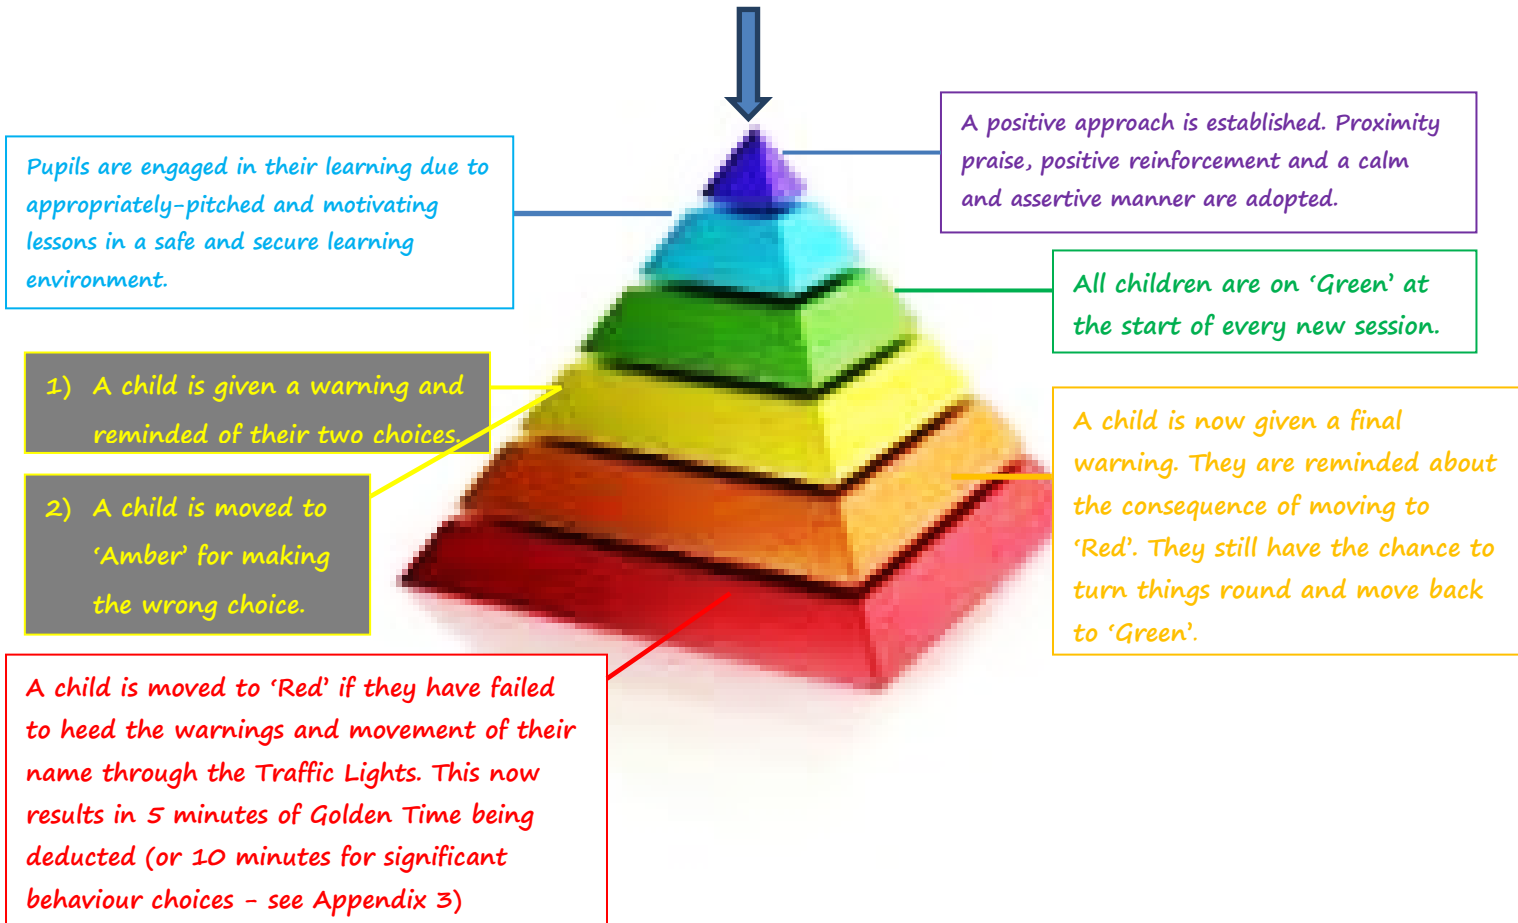 A positive approach is established. Proximity
praise, positive reinforcement and a calm
and assertive manner are adopted.
Pupils are engaged in their learning due to
appropriately-pitched and motivating
lessons in a safe and secure learning
environment.
All children are on ‘Green’ at
the start of every new session.
1) A child is given a warning and
reminded of their two choices.
2) A child is moved to
‘Amber’ for making
the wrong choice.
A child is now given a final
warning. They are reminded about
the consequence of moving to
‘Red’. They still have the chance to
turn things round and move back
to ‘Green’.
A child is moved to ‘Red’ if they have failed
to heed the warnings and movement of their
name through the Traffic Lights. This now
results in 5 minutes of Golden Time being
deducted (or 10 minutes for significant
behaviour choices - see Appendix 3)